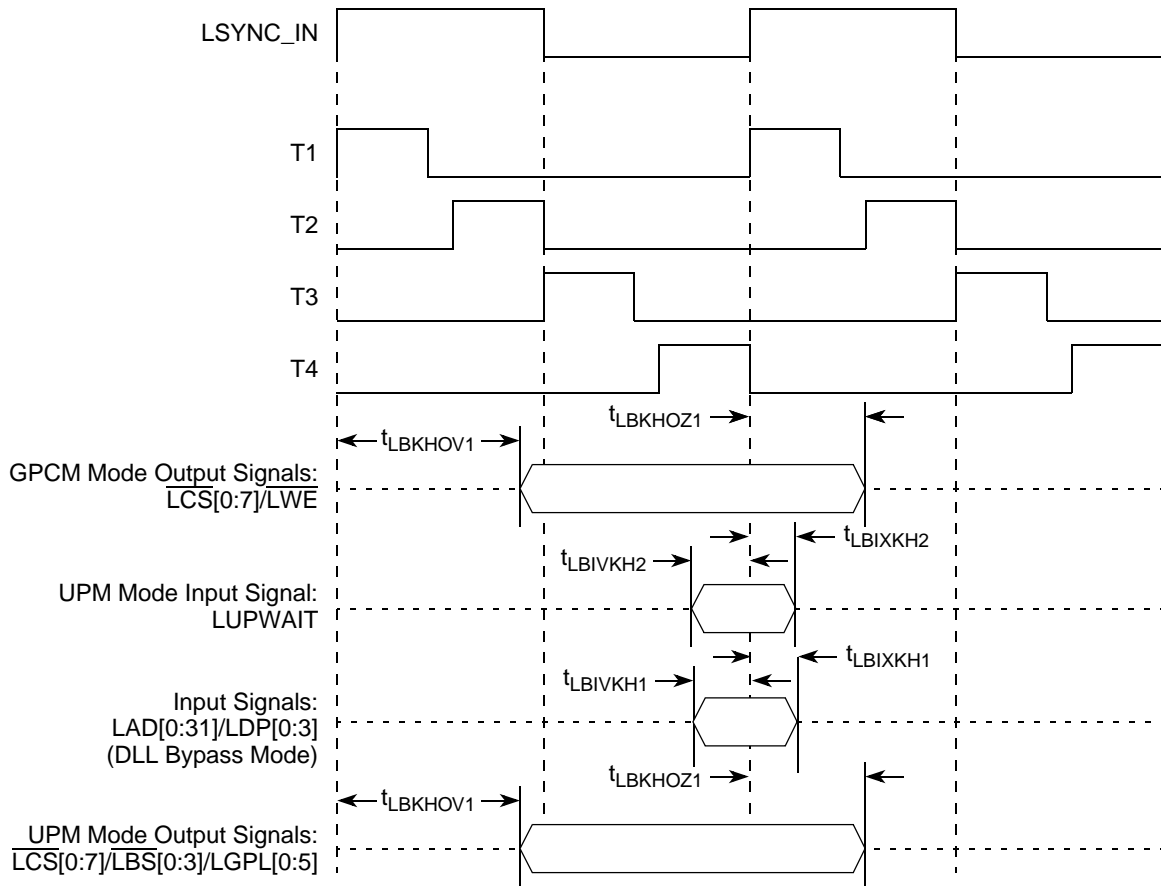 LSYNC_IN
T1
T2
T3
T4
tLBKHOZ1
tLBKHOV1
GPCM Mode Output Signals:
LCS[0:7]/LWE
tLBIXKH2
tLBIVKH2
UPM Mode Input Signal:
LUPWAIT
tLBIXKH1
tLBIVKH1
Input Signals:
LAD[0:31]/LDP[0:3]
(DLL Bypass Mode)
tLBKHOZ1
tLBKHOV1
UPM Mode Output Signals:
LCS[0:7]/LBS[0:3]/LGPL[0:5]